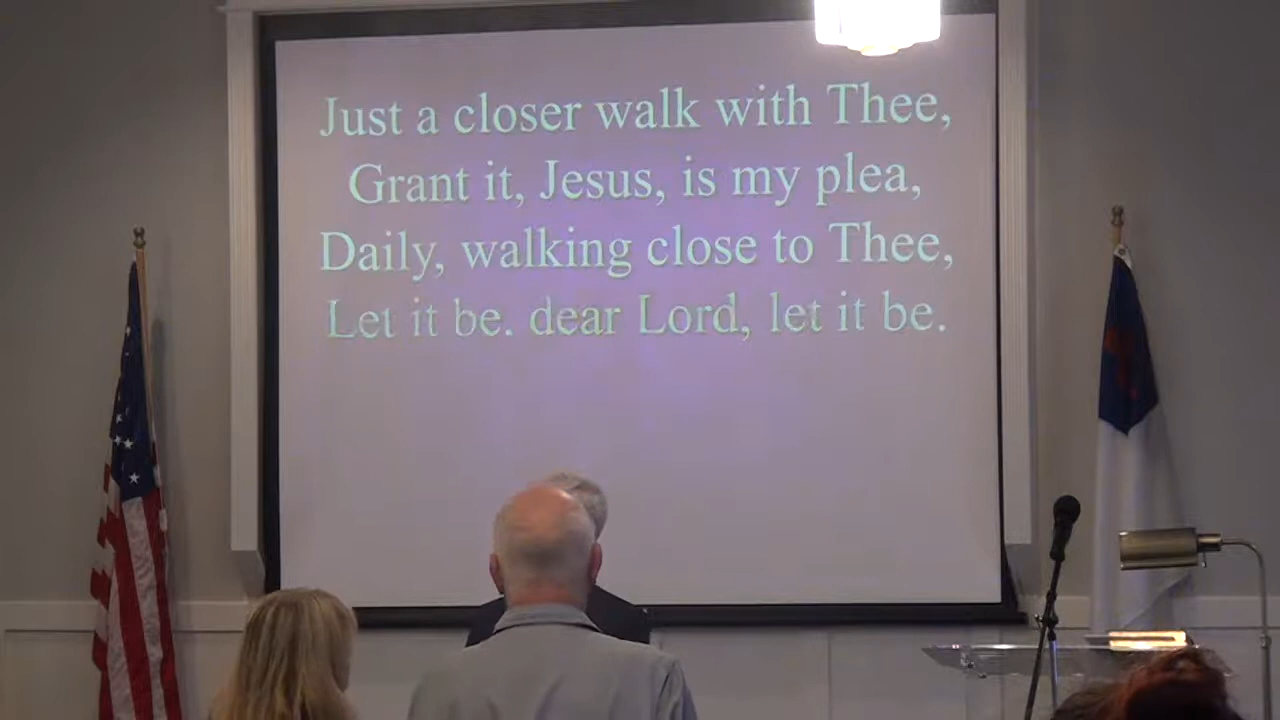 Just a closer walk with Thee,
Grant it, Jesus, is my plea,
Daily, walking close to Thee,
Let it be. dear Lord, let it be.